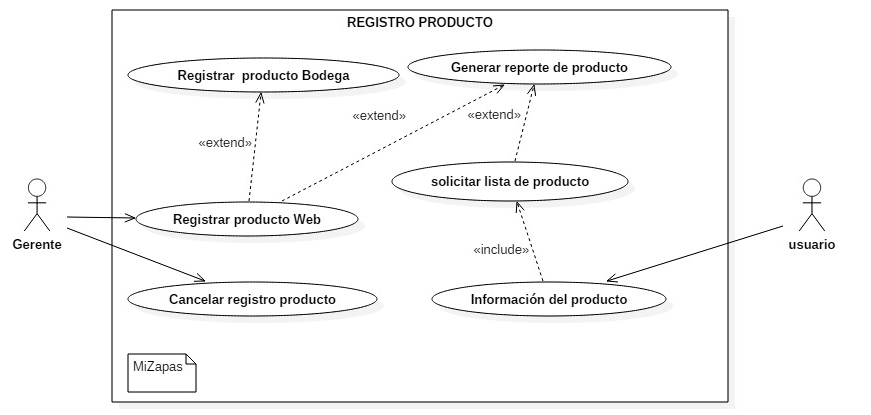 REGISTRO PRODUCTO
Registrar producto Bodega
Generar reporte de producto
«extend»
«extend»
«extend»
solicitar lista de producto
Registrar producto Web
Gerente
usuario
«include»
Cancelar registro producto
Información del producto
MiZapas